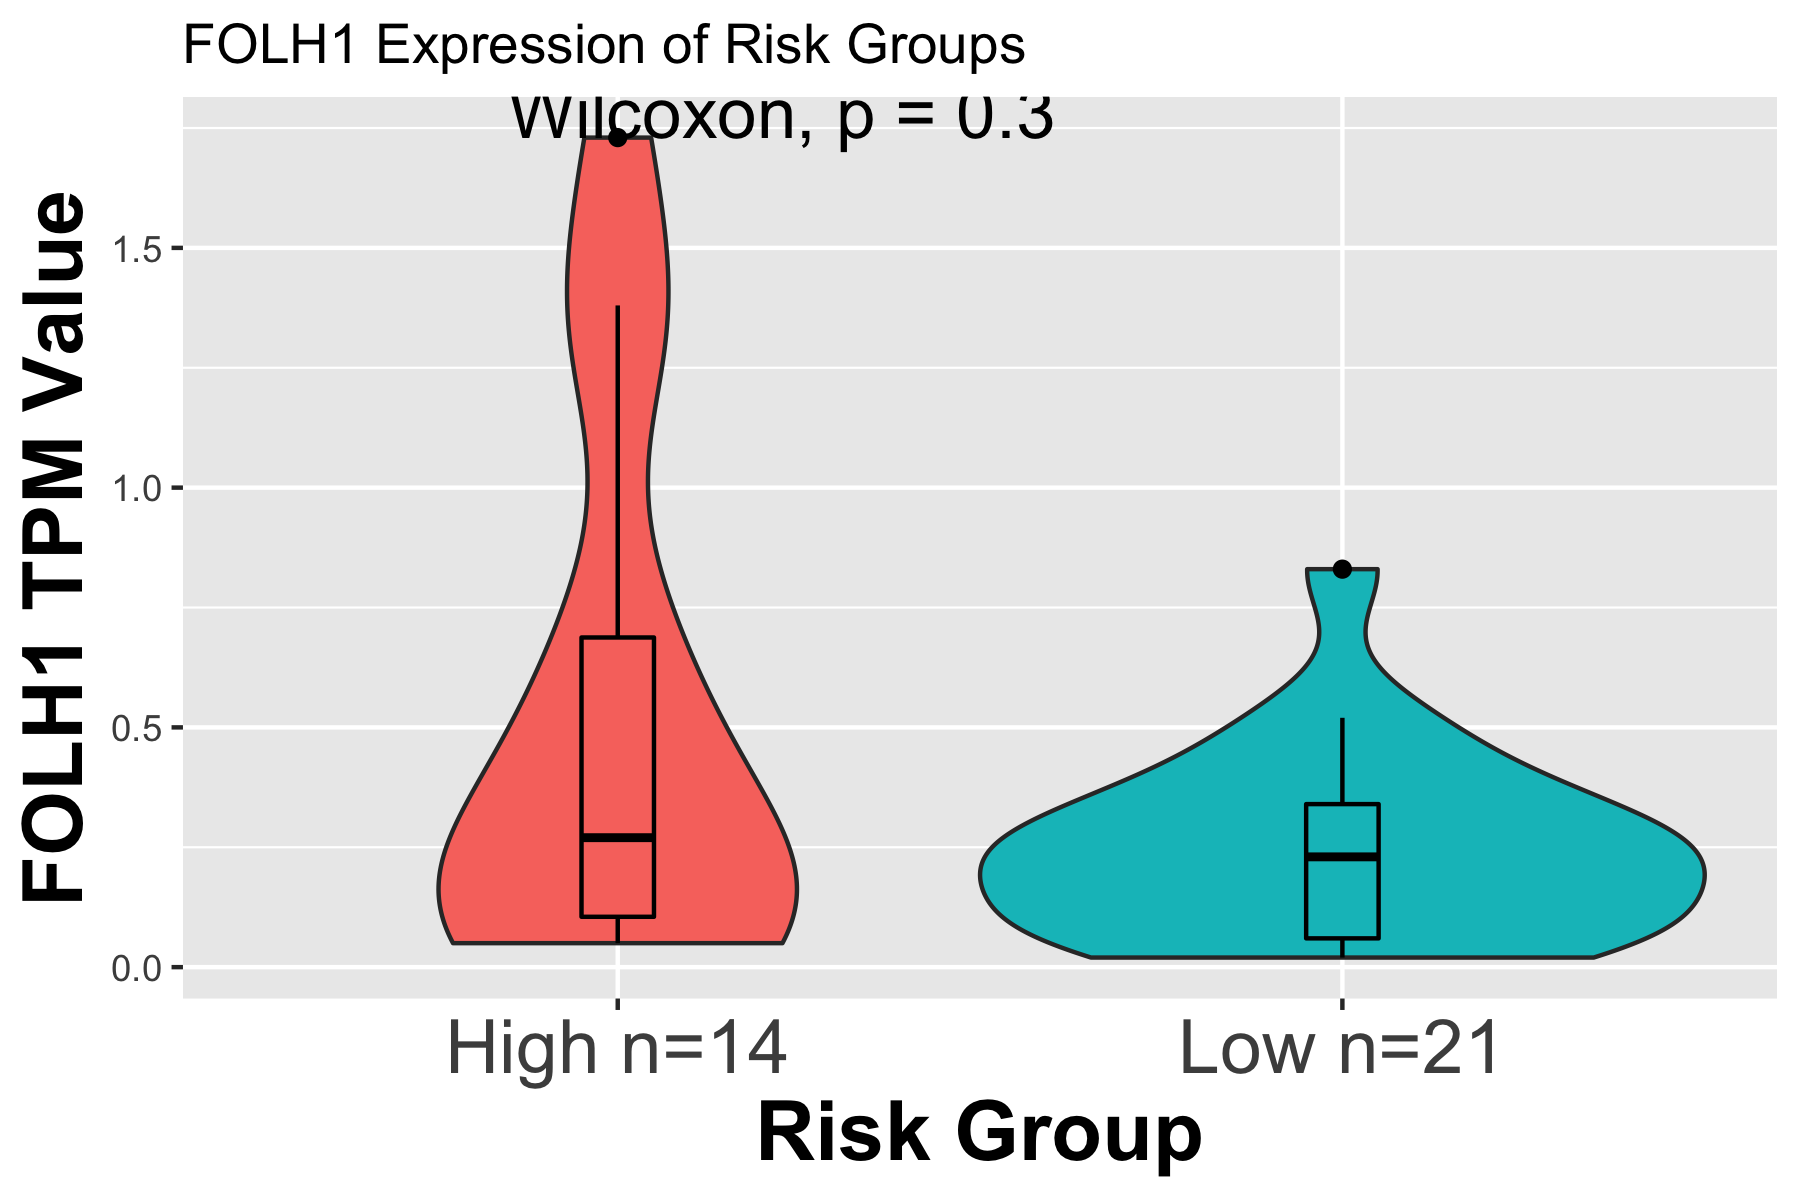 FOLH1 Expression of Risk Groups
Wilcoxon, p = 0.3
FOLH1 TPM Value
1.5
1.0
0.5
0.0
High n=14
Low n=21
Risk Group